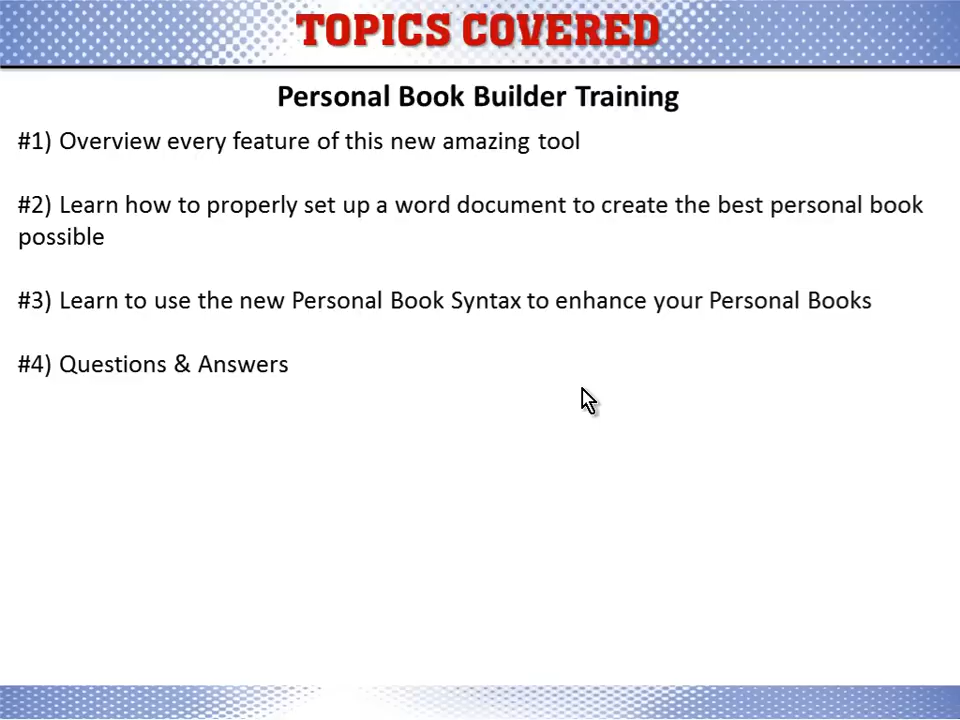 TOPICS COVERED
Personal Book Builder Training
#1) Overview every feature of this new amazing tool
#2) Learn how to properly set up a word document to create the best personal book
possible
#3) Learn to use the new Personal Book Syntax to enhance your Personal Books
#4) Questions & Answers